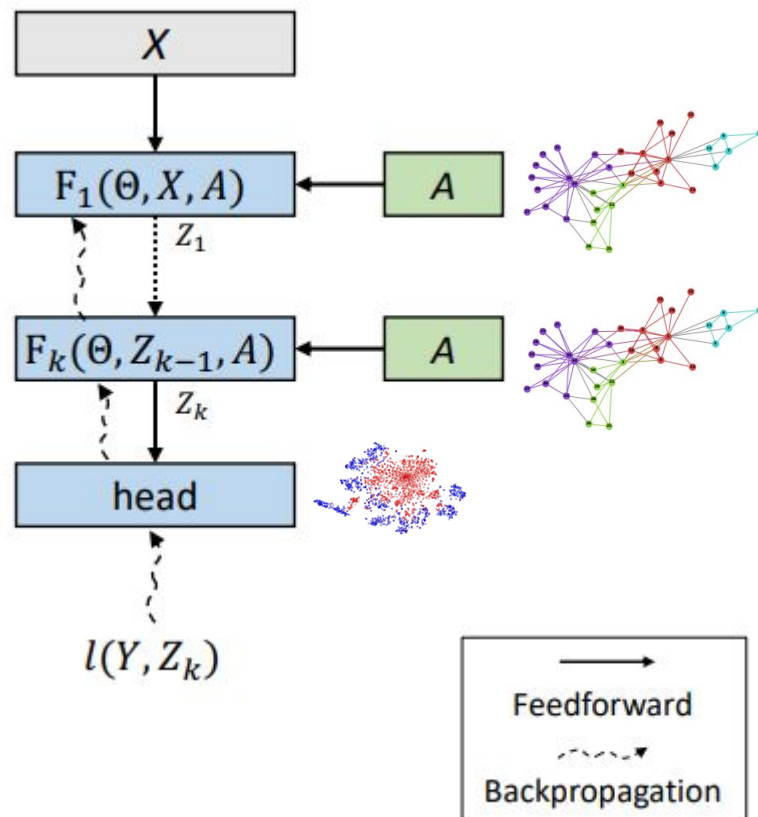 X
F₁(Θ, X, A)
A
Z₁
Fₖ(Θ, Zₖ₋₁, A)
A
Zₖ
head
l(Y, Zₖ)
Feedforward
Backpropagation